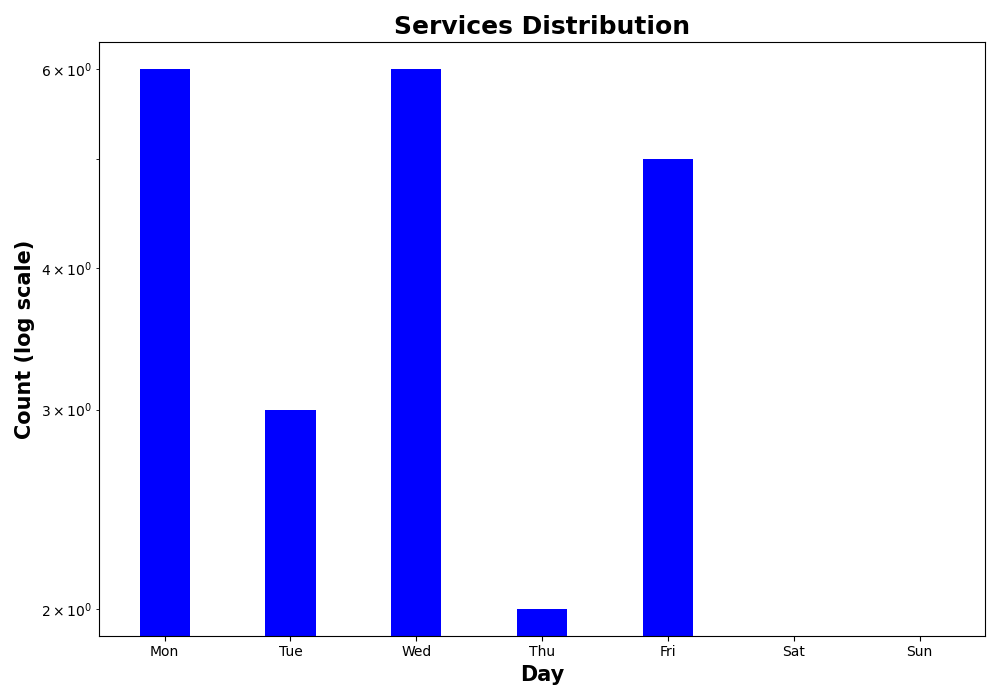 Services Distribution
Count (log scale)
6 × 10⁰
4 × 10⁰
3 × 10⁰
2 × 10⁰
Mon Tue Wed Thu Fri Sat Sun
Day